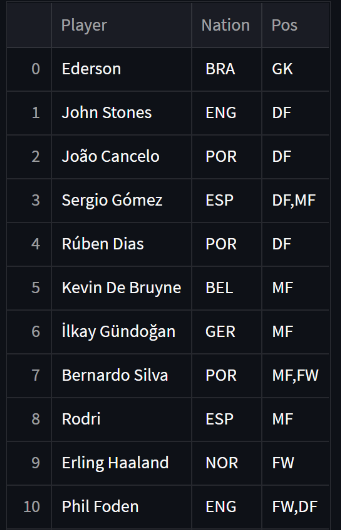 Player Nation Pos
0 Ederson BRA GK
1 John Stones ENG DF
2 João Cancelo POR DF
3 Sergio Gómez ESP DF,MF
4 Rúben Dias POR DF
5 Kevin De Bruyne BEL MF
6 İlkay Gündoğan GER MF
7 Bernardo Silva POR MF,FW
8 Rodri ESP MF
9 Erling Haaland NOR FW
10 Phil Foden ENG FW,DF